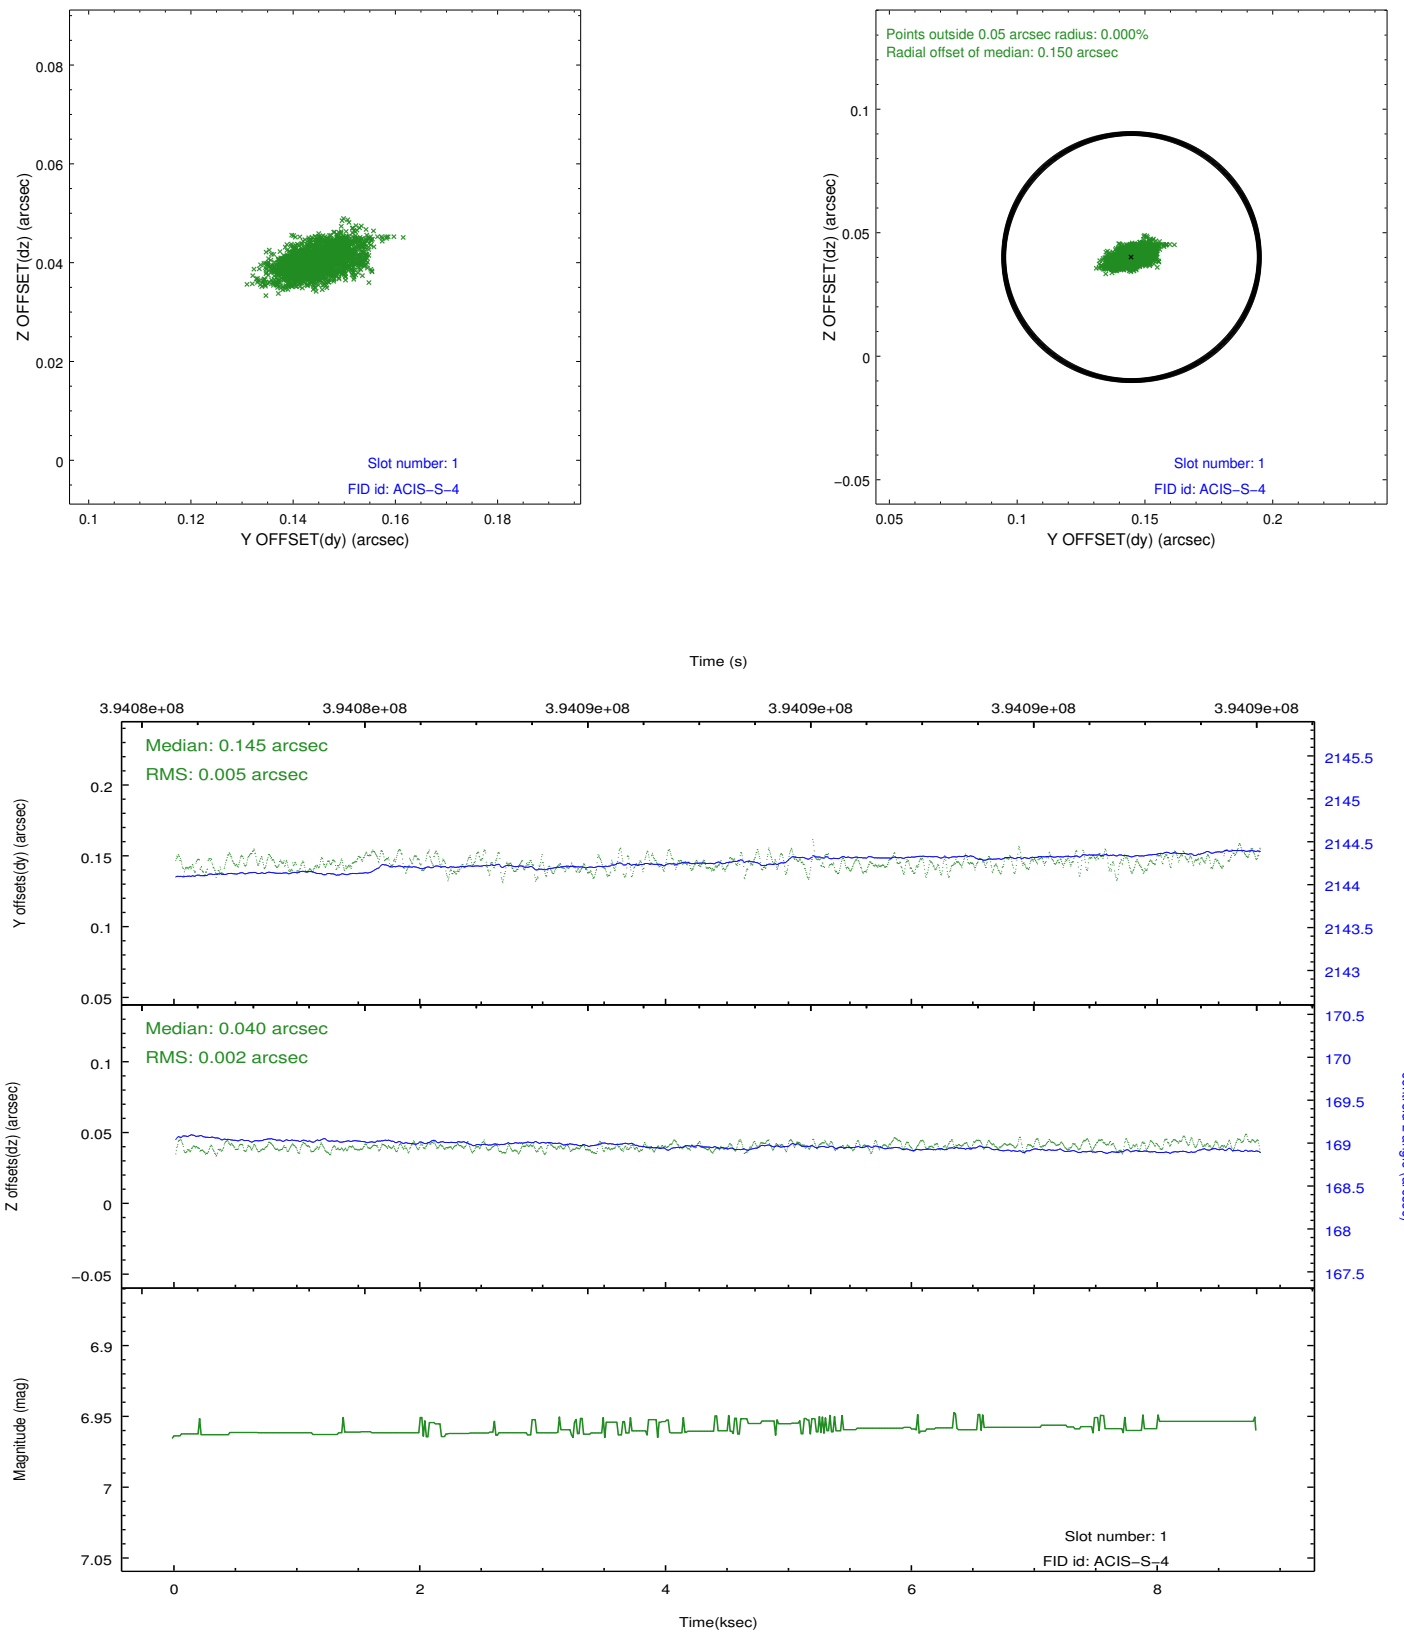 Points outside 0.05 arcsec radius: 0.000%
Radial offset of median: 0.150 arcsec
0.08
0.06
0.04
0.02
0
Z OFFSET(dz) (arcsec)
Slot number: 1
FID id: ACIS−S−4
0.1 0.12 0.14 0.16 0.18
Y OFFSET(dy) (arcsec)
0.1
0.05
0
−0.05
Z OFFSET(dz) (arcsec)
Slot number: 1
FID id: ACIS−S−4
0.05 0.1 0.15 0.2
Y OFFSET(dy) (arcsec)
Time (s)
3.9408e+08 3.9408e+08 3.9409e+08 3.9409e+08 3.9409e+08 3.9409e+08
Median: 0.145 arcsec
RMS: 0.005 arcsec
Y offsets(dy) (arcsec)
0.2
0.15
0.1
0.05
2145.5
2145
2144.5
2144
2143.5
2143
Median: 0.040 arcsec
RMS: 0.002 arcsec
Z offsets(dz) (arcsec)
0.1
0.05
0
−0.05
170.5
170
169.5
169
168.5
168
167.5
Magnitude (mag)
6.9
6.95
7
7.05
Slot number: 1
FID id: ACIS−S−4
0 2 4 6 8
Time(ksec)